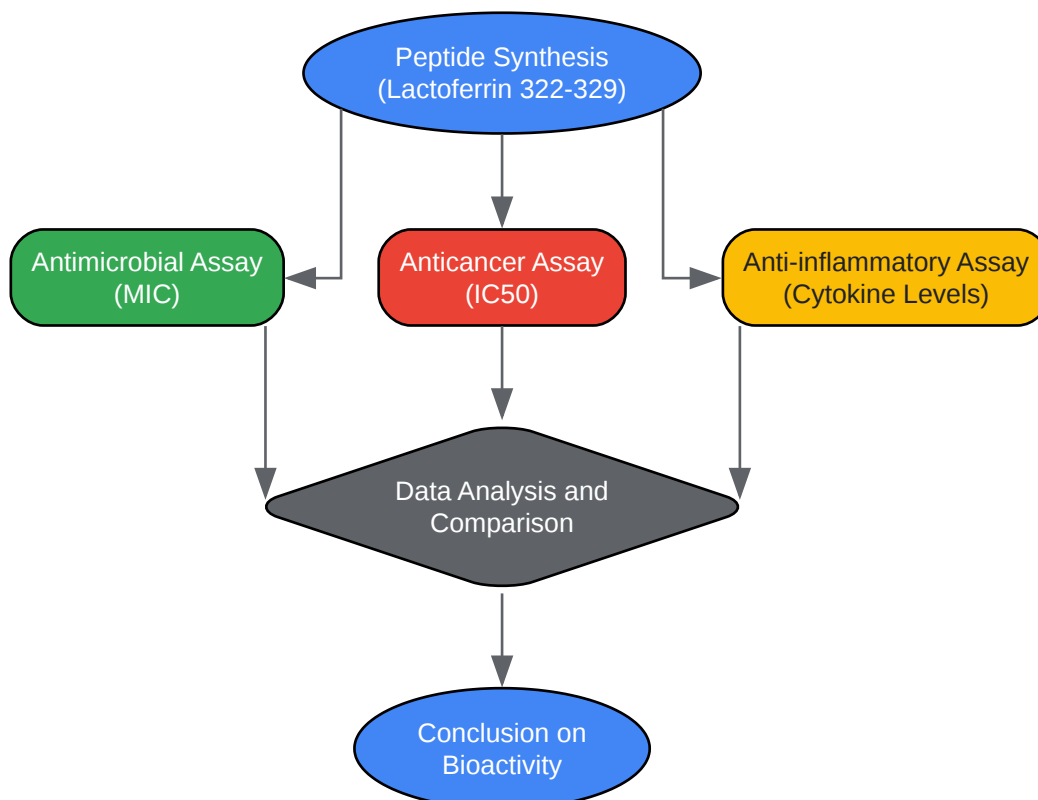 Peptide Synthesis
(Lactoferrin 322-329)
Antimicrobial Assay
(MIC)
Anticancer Assay
(IC50)
Anti-inflammatory Assay
(Cytokine Levels)
Data Analysis and
Comparison
Conclusion on
Bioactivity